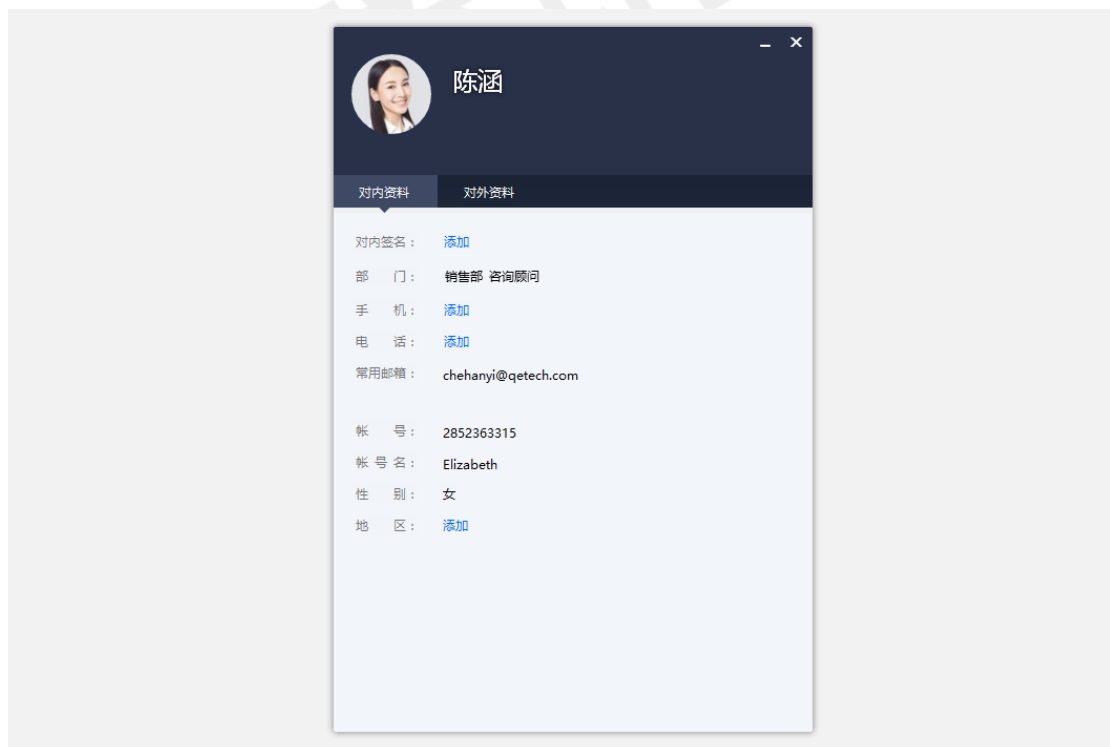 陈涵
对内资料 对外资料
对内签名： 添加
部 门： 销售部 咨询顾问
手 机： 添加
电 话： 添加
常用邮箱： chehanyi@qetech.com
帐 号： 2852363315
帐 号 名： Elizabeth
性 别： 女
地 区： 添加